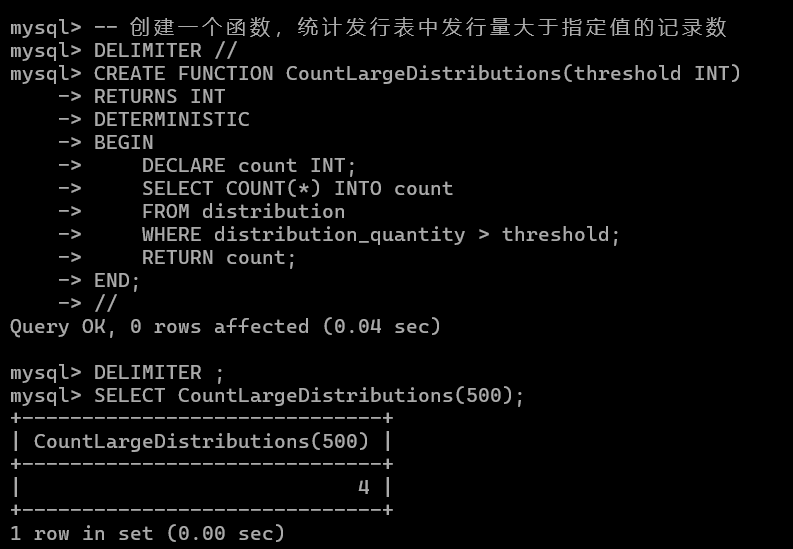 mysql> -- 创建一个函数，统计发行表中发行量大于指定值的记录数
mysql> DELIMITER //
mysql> CREATE FUNCTION CountLargeDistributions(threshold INT)
    -> RETURNS INT
    -> DETERMINISTIC
    -> BEGIN
    ->     DECLARE count INT;
    ->     SELECT COUNT(*) INTO count
    ->     FROM distribution
    ->     WHERE distribution_quantity > threshold;
    ->     RETURN count;
    -> END;
    -> //
Query OK, 0 rows affected (0.04 sec)

mysql> DELIMITER ;
mysql> SELECT CountLargeDistributions(500);
+------------------------------+
| CountLargeDistributions(500) |
+------------------------------+
|                            4 |
+------------------------------+
1 row in set (0.00 sec)